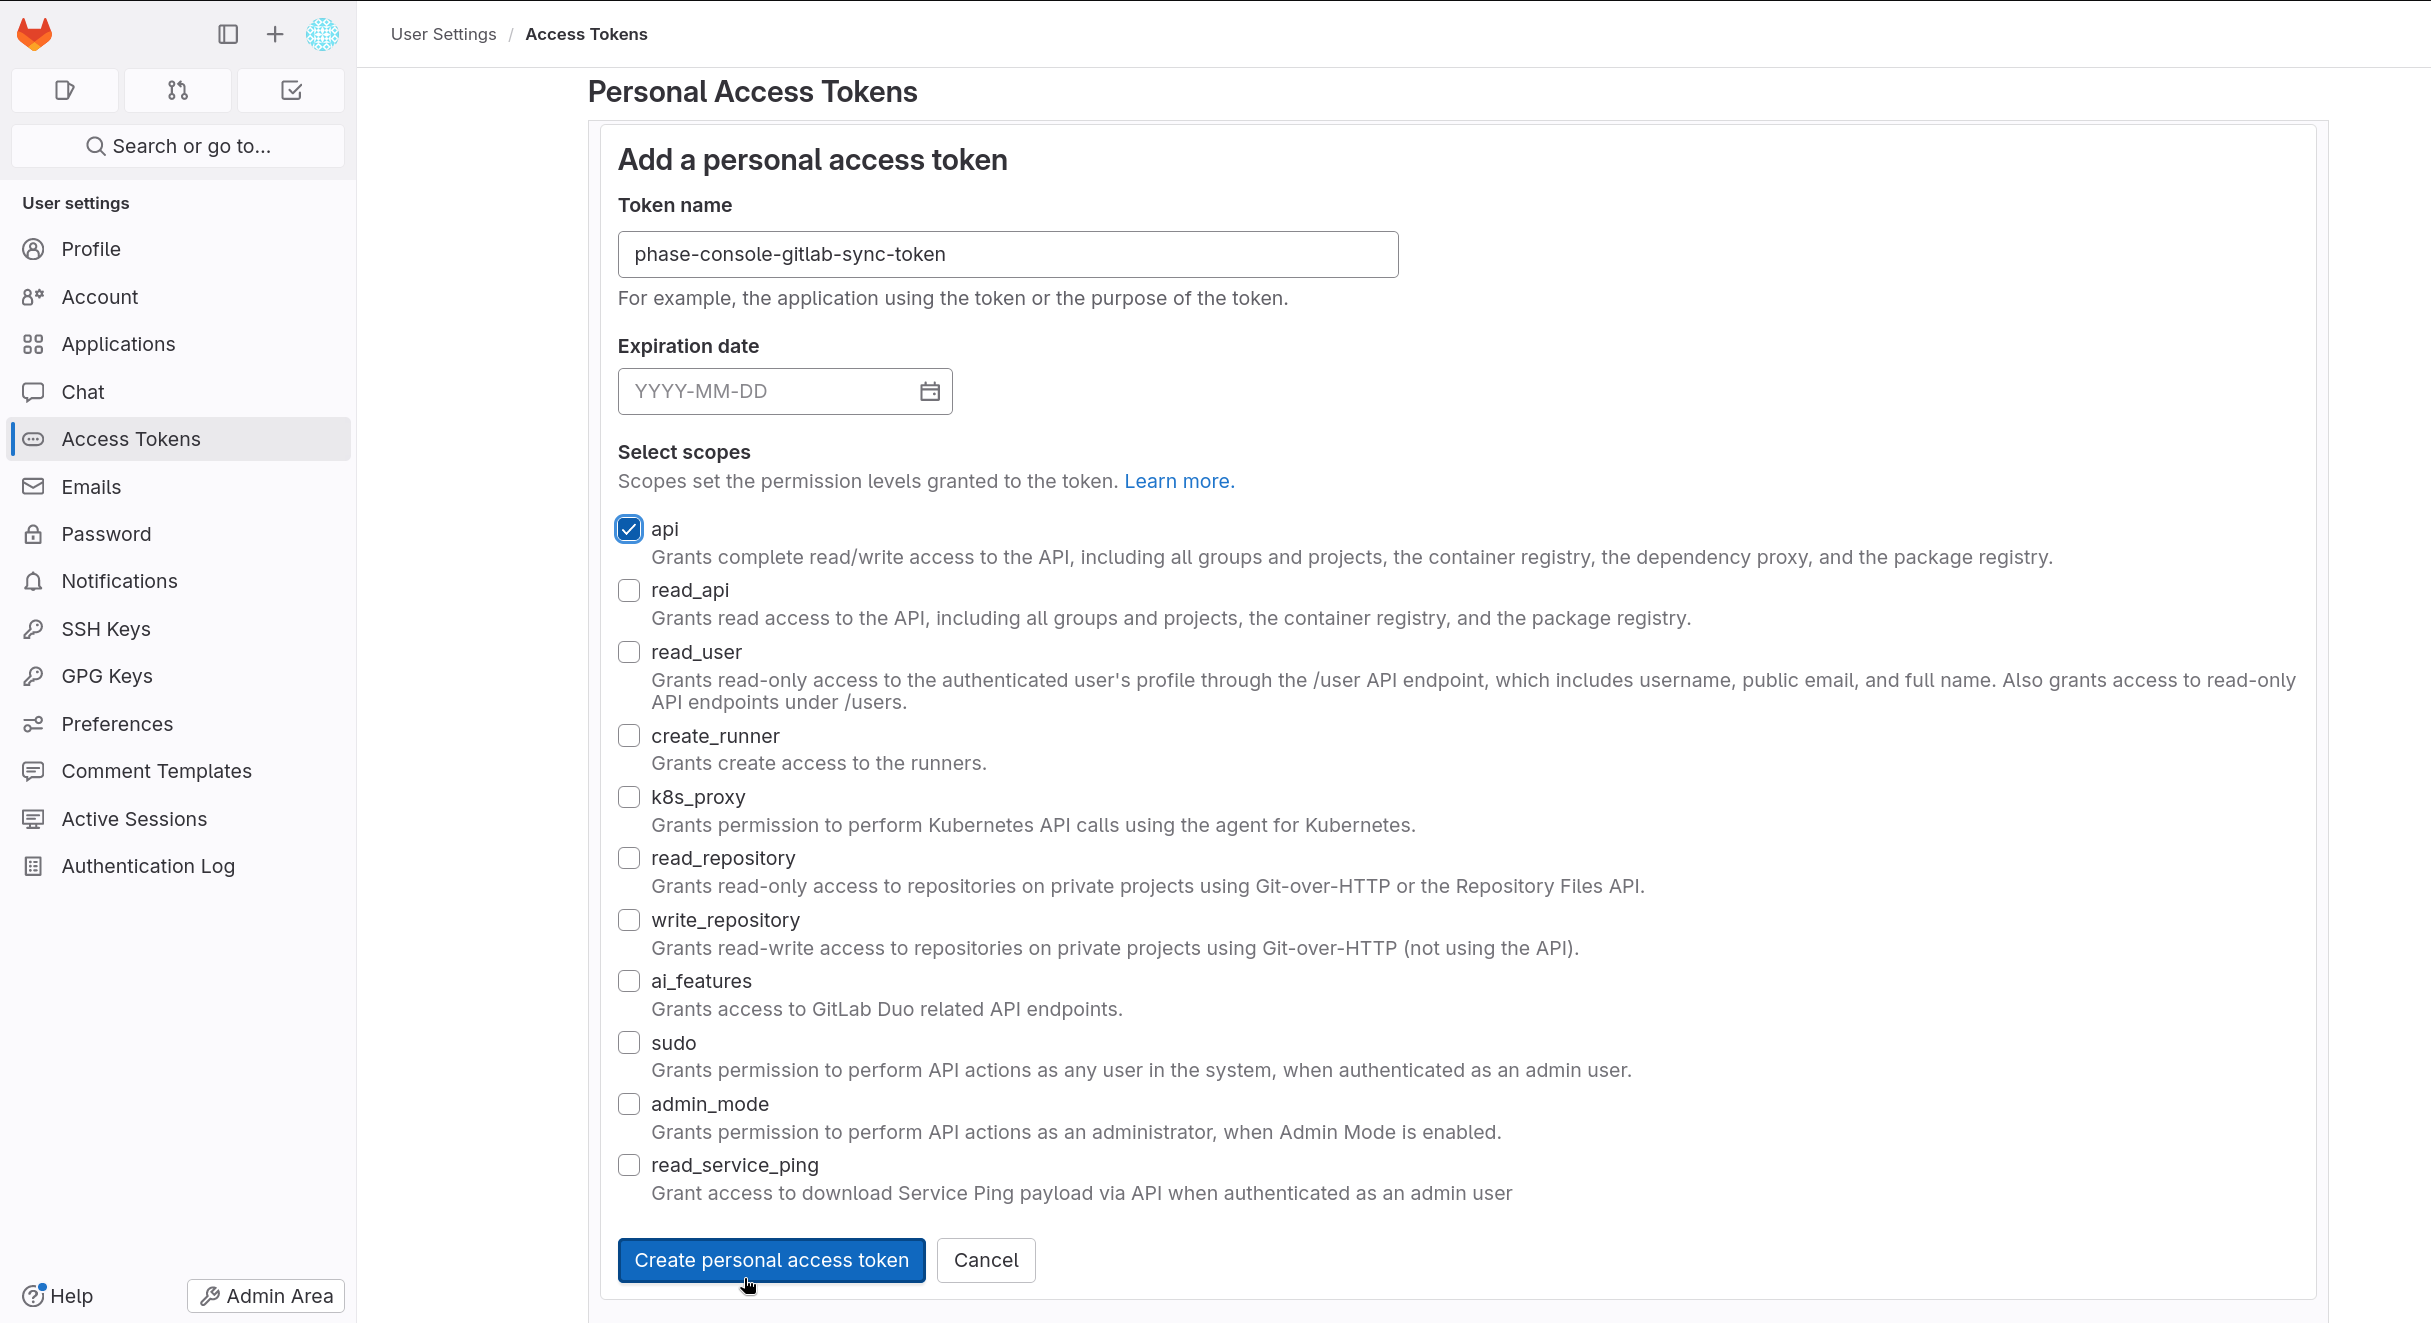 User Settings / Access Tokens
Search or go to...
User settings
Profile
Account
Applications
Chat
Access Tokens
Emails
Password
Notifications
SSH Keys
GPG Keys
Preferences
Comment Templates
Active Sessions
Authentication Log
Help
Admin Area
Personal Access Tokens
Add a personal access token
Token name
phase-console-gitlab-sync-token
For example, the application using the token or the purpose of the token.
Expiration date
YYYY-MM-DD
Select scopes
Scopes set the permission levels granted to the token. Learn more.
api
Grants complete read/write access to the API, including all groups and projects, the container registry, the dependency proxy, and the package registry.
read_api
Grants read access to the API, including all groups and projects, the container registry, and the package registry.
read_user
Grants read-only access to the authenticated user's profile through the /user API endpoint, which includes username, public email, and full name. Also grants access to read-only
API endpoints under /users.
create_runner
Grants create access to the runners.
k8s_proxy
Grants permission to perform Kubernetes API calls using the agent for Kubernetes.
read_repository
Grants read-only access to repositories on private projects using Git-over-HTTP or the Repository Files API.
write_repository
Grants read-write access to repositories on private projects using Git-over-HTTP (not using the API).
ai_features
Grants access to GitLab Duo related API endpoints.
sudo
Grants permission to perform API actions as any user in the system, when authenticated as an admin user.
admin_mode
Grants permission to perform API actions as an administrator, when Admin Mode is enabled.
read_service_ping
Grant access to download Service Ping payload via API when authenticated as an admin user
Create personal access token
Cancel